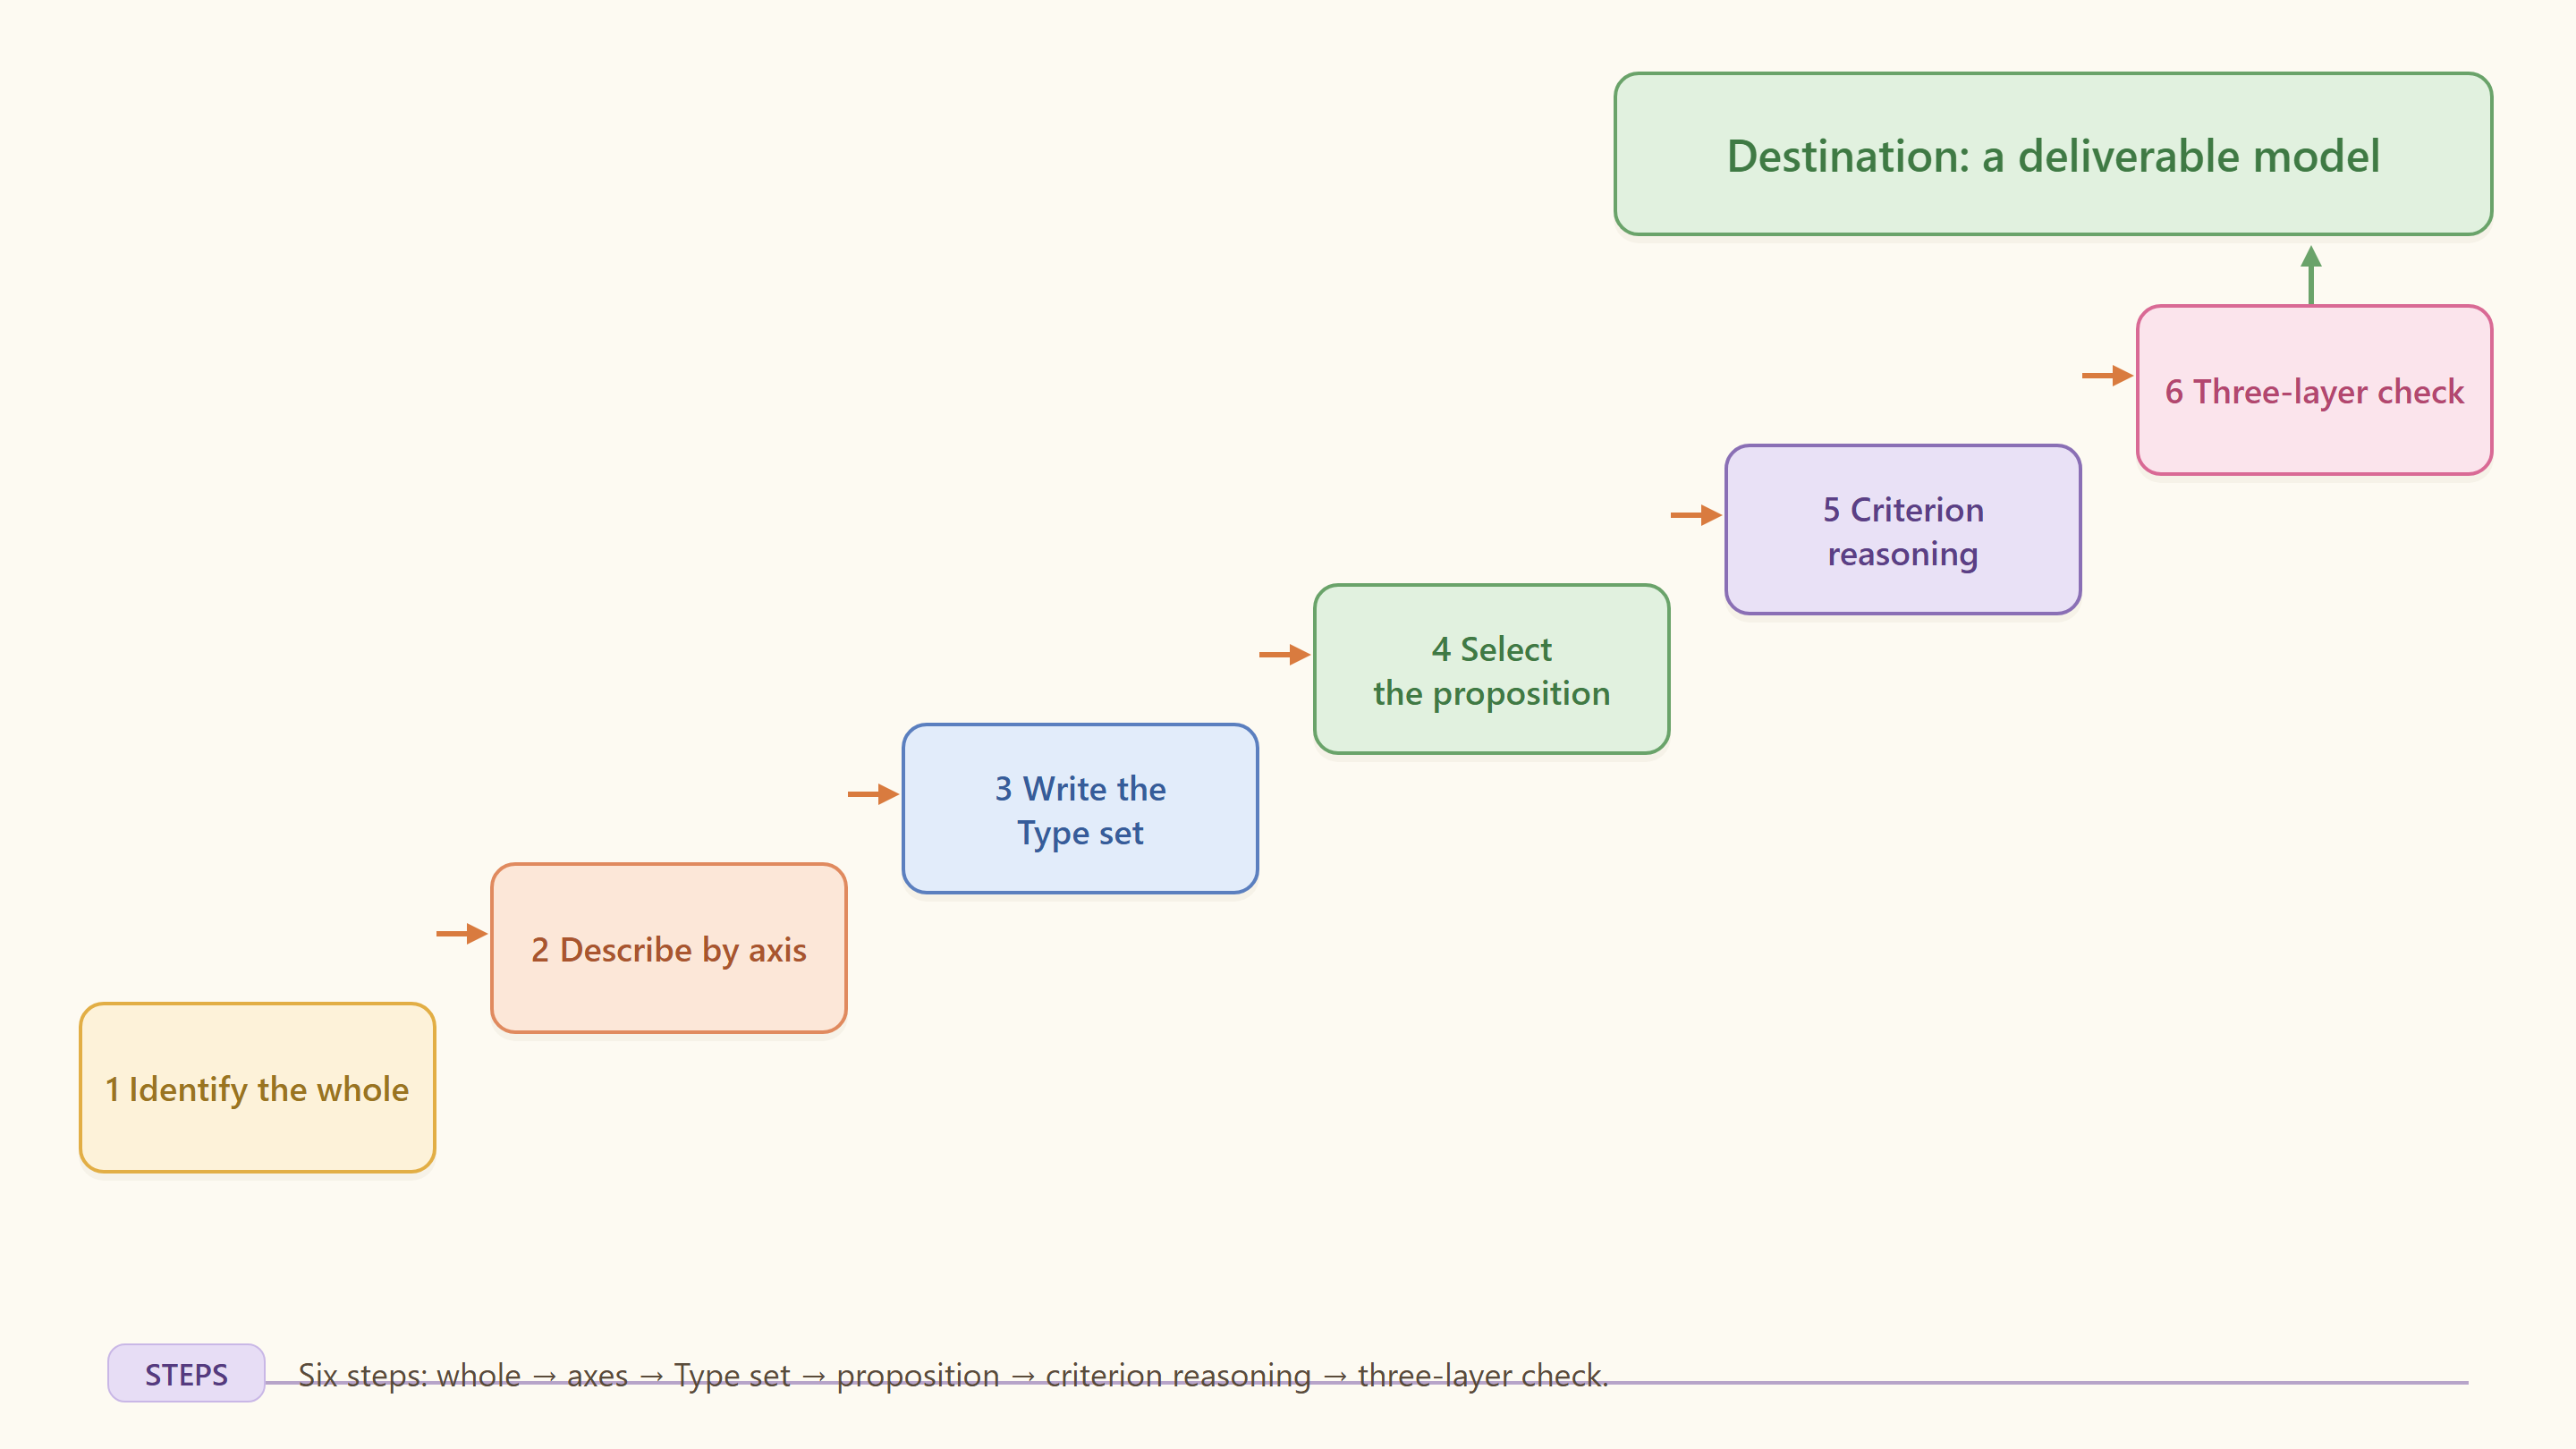 Destination: a deliverable model
6 Three-layer check
5 Criterion
reasoning
4 Select
the proposition
3 Write the
Type set
2 Describe by axis
1 Identify the whole
STEPS
Six steps: whole → axes → Type set → proposition → criterion reasoning → three-layer check.